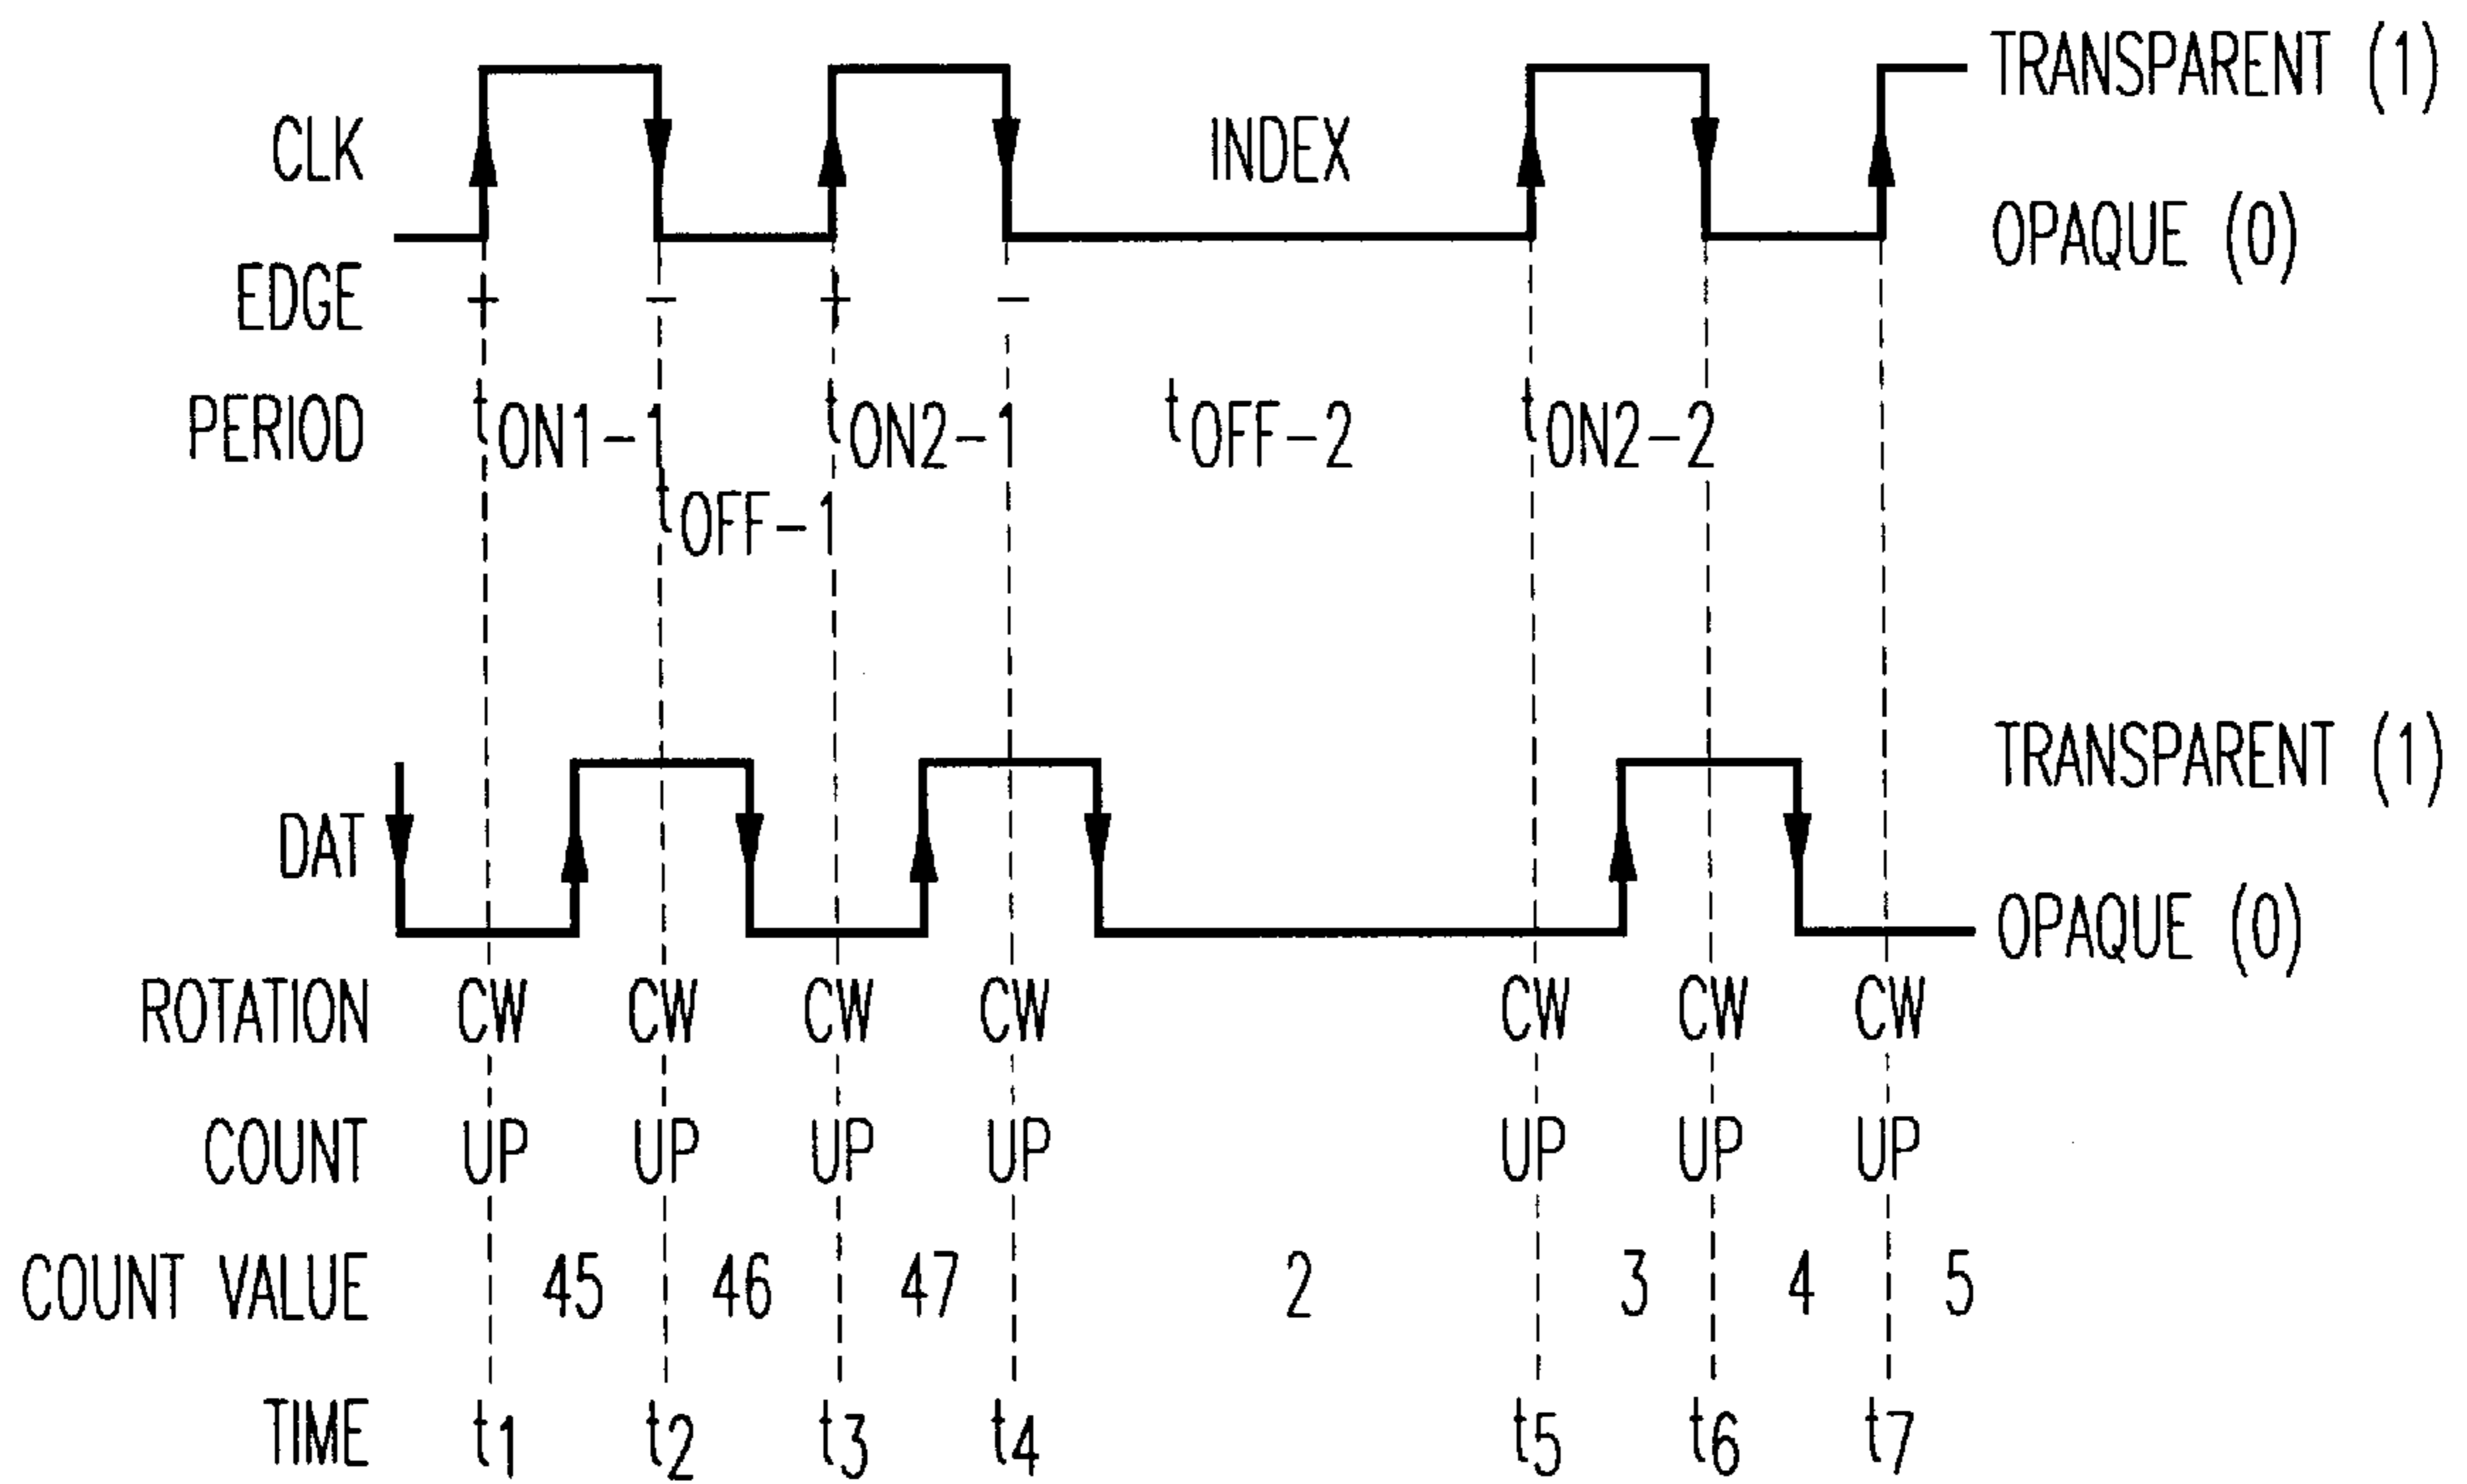 TRANSPARENT (1)
CLK INDEX
OPAQUE (0)
EDGE + − + −
PERIOD tON1-1 tON2-1 tOFF-2 tON2-2
tOFF-1
TRANSPARENT (1)
DAT
OPAQUE (0)
ROTATION CW CW CW CW CW CW CW
COUNT UP UP UP UP UP UP UP
COUNT VALUE 45 46 47 2 3 4 5
TIME t1 t2 t3 t4 t5 t6 t7